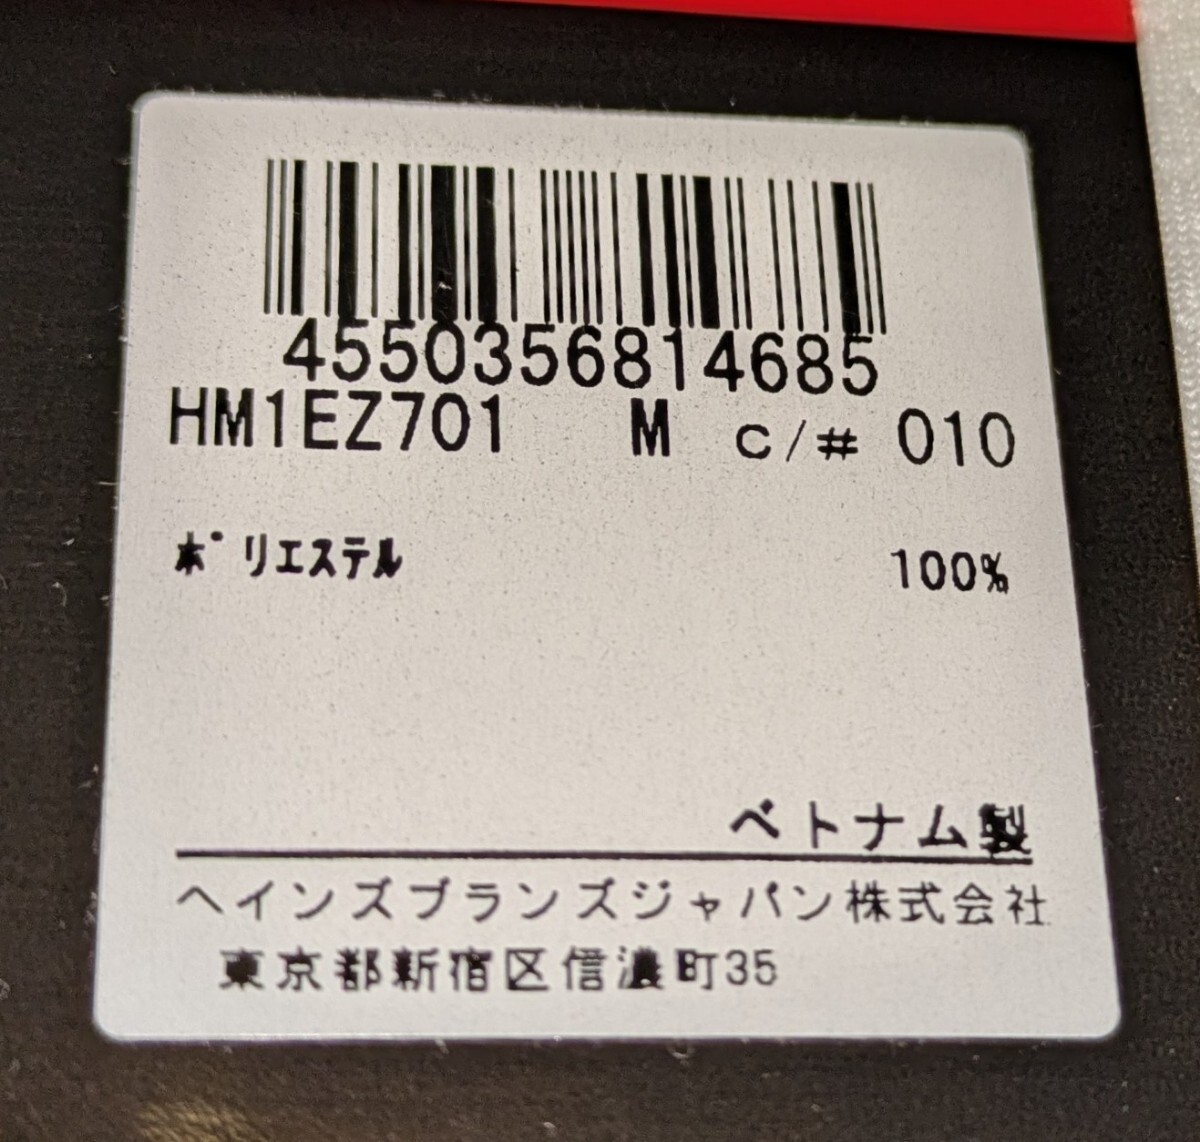 4550356814685
HM1EZ701 M C/# 010
ﾎﾟﾘｴｽﾃﾙ 100%
ベトナム製
ヘインズブランズジャパン株式会社
東京都新宿区信濃町35